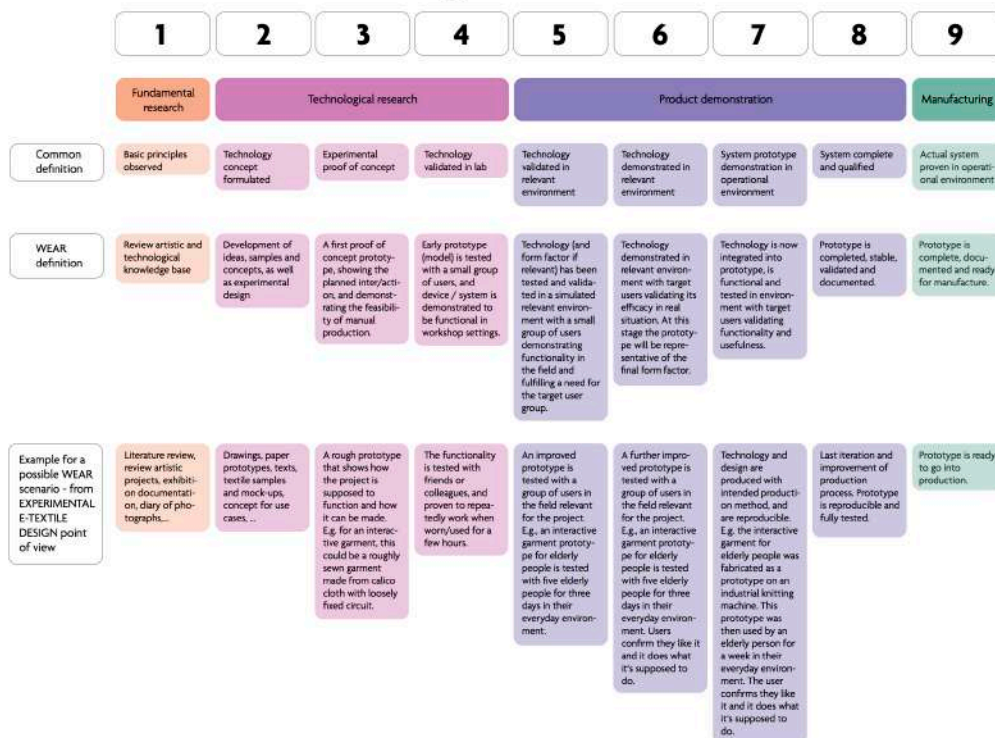 1
2
3
4
5
6
7
8
9
Fundamental
research
Technological research
Product demonstration
Manufacturing
Common
definition
Basic principles
observed
Technology
concept
formulated
Experimental
proof of concept
Technology
validated in lab
Technology
validated in
relevant
environment
Technology
demonstrated in
relevant
environment
System prototype
demonstration in
operational
environment
System complete
and qualified
Actual system
proven in operati-
onal environment
WEAR
definition
Review artistic and
technological
knowledge base
Development of
ideas, samples and
concepts, as well
as experimental
design
A first proof of
concept prototy-
pe, showing the
planned inter/acti-
on, and demonst-
rating the feasibi-
lity of manual
production.
Early prototype
(model) is tested
with a small group
of users, and
device / system is
demonstrated to
be functional in
workshop settings.
Technology (and
form factor if
relevant) has been
tested and valida-
ted in a simulated
relevant environ-
ment with a small
group of users
demonstrating
functionality in
the field and
fulfilling a need for
the target user
group.
Technology
demonstrated in
relevant environ-
ment with target
users validating its
efficacy in real
situation. At this
stage the prototy-
pe will be repre-
sentative of the
final form factor.
Technology is now
integrated into
prototype, is
functional and
tested in environ-
ment with target
users validating
functionality and
usefulness.
Prototype is
completed, stable,
validated and
documented.
Prototype is
complete, docu-
mented and ready
for manufacture.
Example for a
possible WEAR
scenario - from
EXPERIMENTAL
E-TEXTILE
DESIGN point
of view
Literature review,
review artistic
projects, exhibiti-
on documentati-
on, diary of pho-
tographs,...
Drawings, paper
prototypes, texts,
textile samples
and mock-ups,
concept for use
cases, ...
A rough prototype
that shows how
the project is
supposed to
function and how
it can be made.
E.g. for an inter-
active garment, this
could be a roughly
sewn garment
made from calico
cloth with loosely
fixed circuit.
The functionality
is tested with
friends or
colleagues, and
proven to repe-
atedly work when
worn/used for a
few hours.
An improved
prototype is
tested with a
group of users in
the field relevant
for the project.
E.g., an interactive
garment prototy-
pe for elderly
people is tested
with five elderly
people for three
days in their
everyday environ-
ment.
A further impro-
ved prototype is
tested with a
group of users in
the field relevant
for the project.
E.g., an interactive
garment prototy-
pe for elderly
people is tested
with five elderly
people for three
days in their
everyday environ-
ment. Users
confirm they like it
and it does what
it's supposed to
do.
Technology and
design are
produced with
intended producti-
on method, and
are reproducible.
E.g. the interactive
garment for
elderly people was
fabricated as a
prototype on an
industrial knitting
machine. This
prototype was
then used by an
elderly person for
a week in their
everyday environ-
ment. The user
confirms they like
it and it does what
it's supposed to
do.
Last iteration and
improvement of
production
process. Prototype
is reproducible and
fully tested.
Prototype is ready
to go into
production.